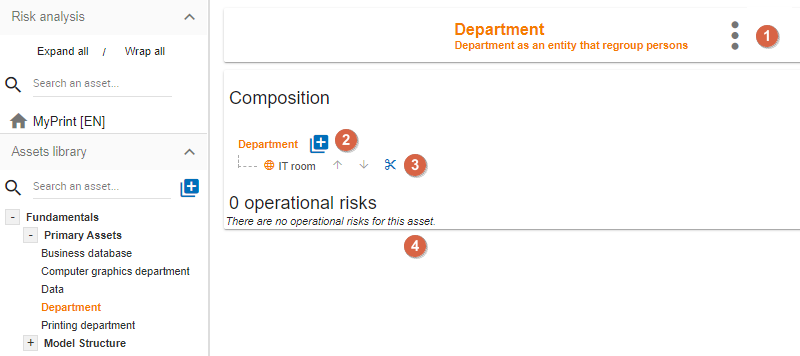 Risk analysis
Expand all / Wrap all
Search an asset...
MyPrint [EN]
Assets library
Search an asset...
- Fundamentals
- Primary Assets
Business database
Computer graphics department
Data
Department
Printing department
+ Model Structure
Department
Department as an entity that regroup persons
1
Composition
Department
2
IT room
3
0 operational risks
There are no operational risks for this asset.
4